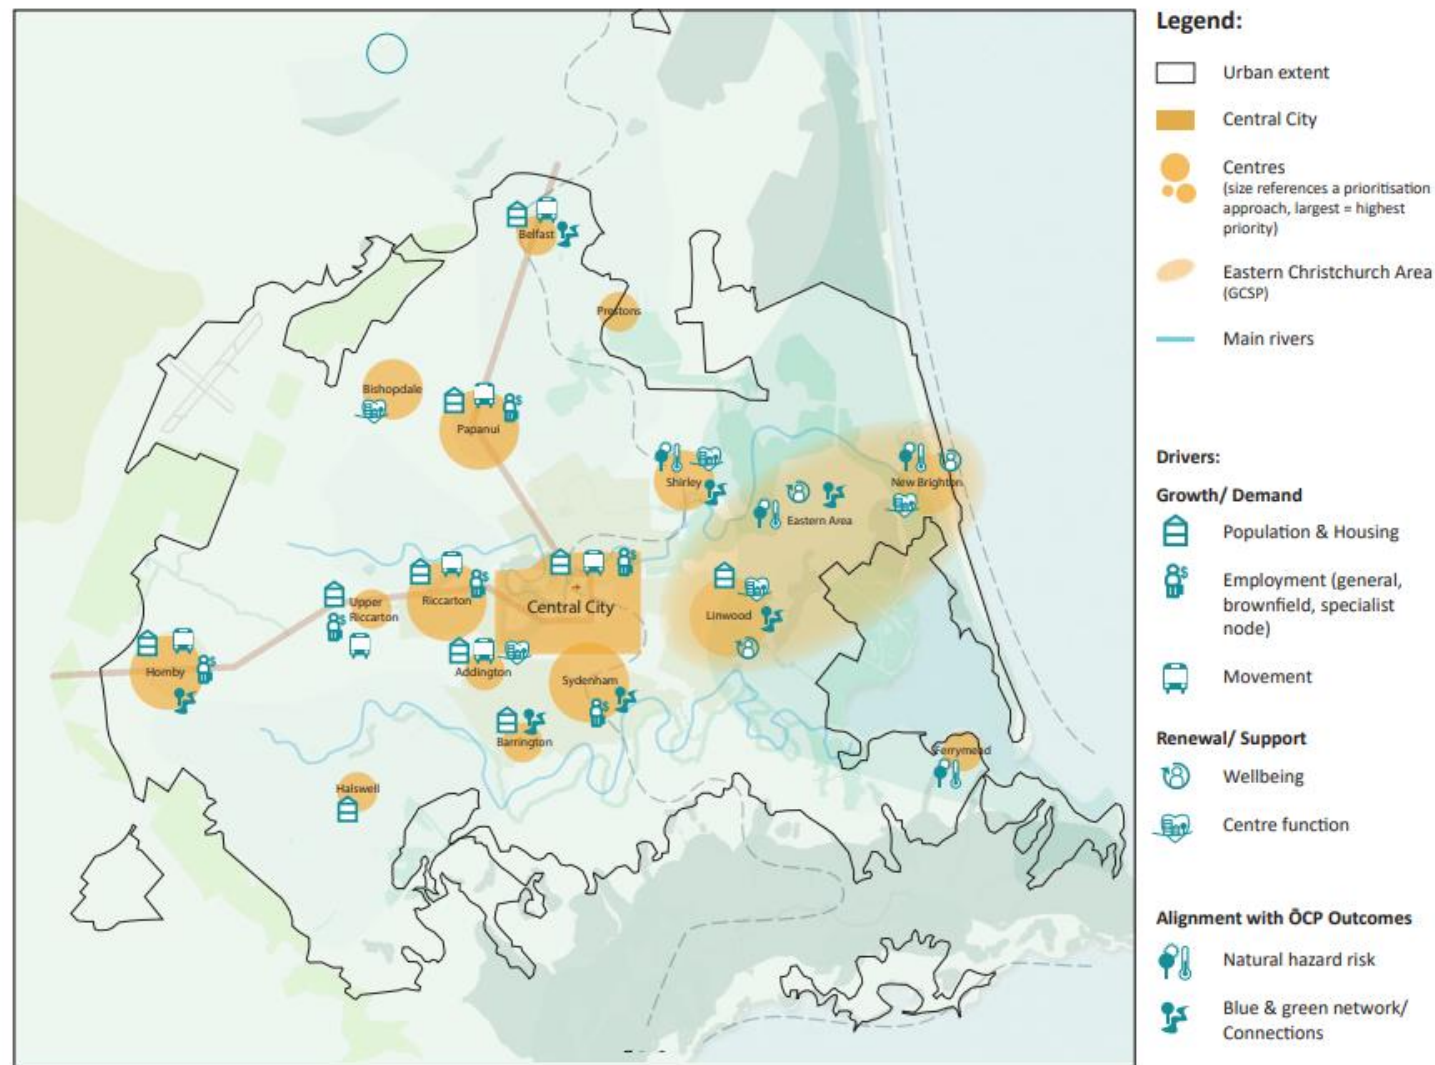 Belfast
Prestons
Bishopdale
Papanui
Shirley
New Brighton
Eastern Area
Riccarton
Upper
Riccarton
Central City
Linwood
Hornby
Addington
Sydenham
Barrington
Ferrymead
Halswell
Legend:
Urban extent
Central City
Centres
(size references a prioritisation
approach, largest = highest
priority)
Eastern Christchurch Area
(GCSP)
Main rivers
Drivers:
Growth/ Demand
Population & Housing
Employment (general,
brownfield, specialist
node)
Movement
Renewal/ Support
Wellbeing
Centre function
Alignment with ŌCP Outcomes
Natural hazard risk
Blue & green network/
Connections